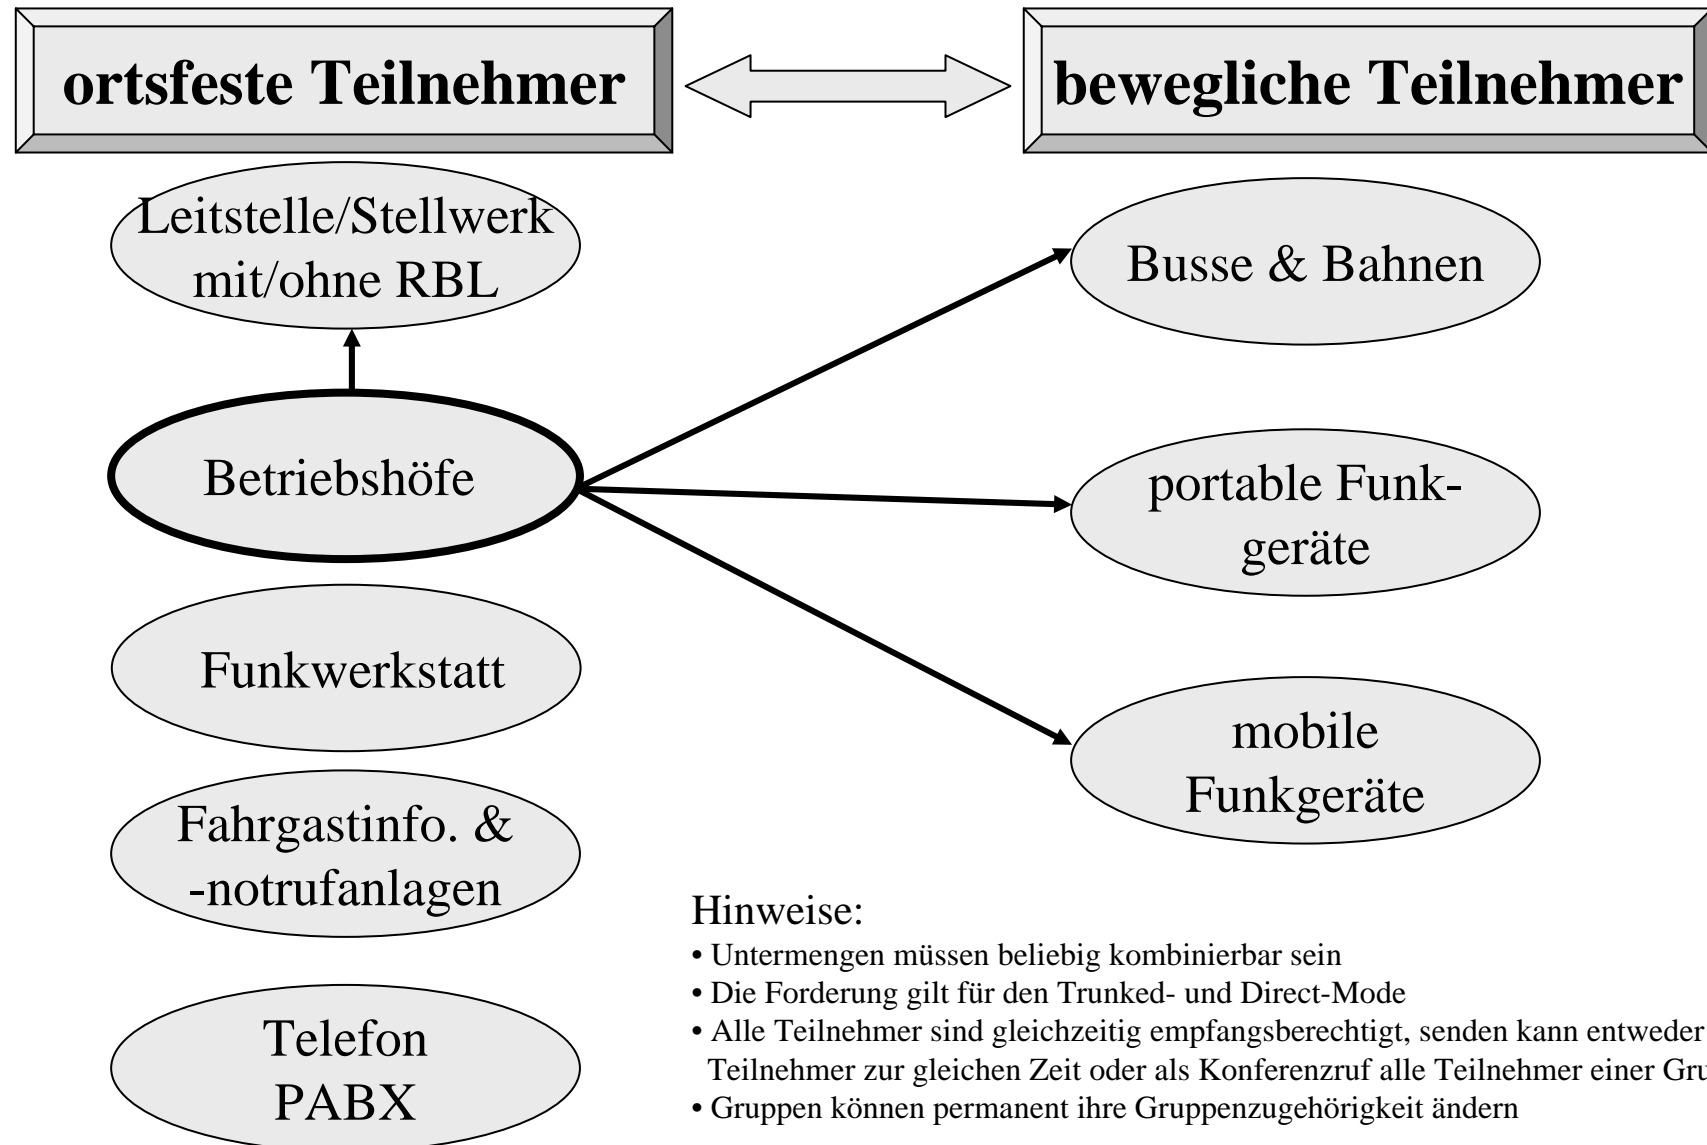 ortsfeste Teilnehmer
bewegliche Teilnehmer
Leitstelle/Stellwerk
mit/ohne RBL
Betriebshöfe
Funkwerkstatt
Fahrgastinfo. &
-notrufanlagen
Telefon
PABX
Busse & Bahnen
portable Funk-
geräte
mobile
Funkgeräte
Hinweise:
• Untermengen müssen beliebig kombinierbar sein
• Die Forderung gilt für den Trunked- und Direct-Mode
• Alle Teilnehmer sind gleichzeitig empfangsberechtigt, senden kann entweder
Teilnehmer zur gleichen Zeit oder als Konferenzruf alle Teilnehmer einer
• Gruppen können permanent ihre Gruppenzugehörigkeit ändern